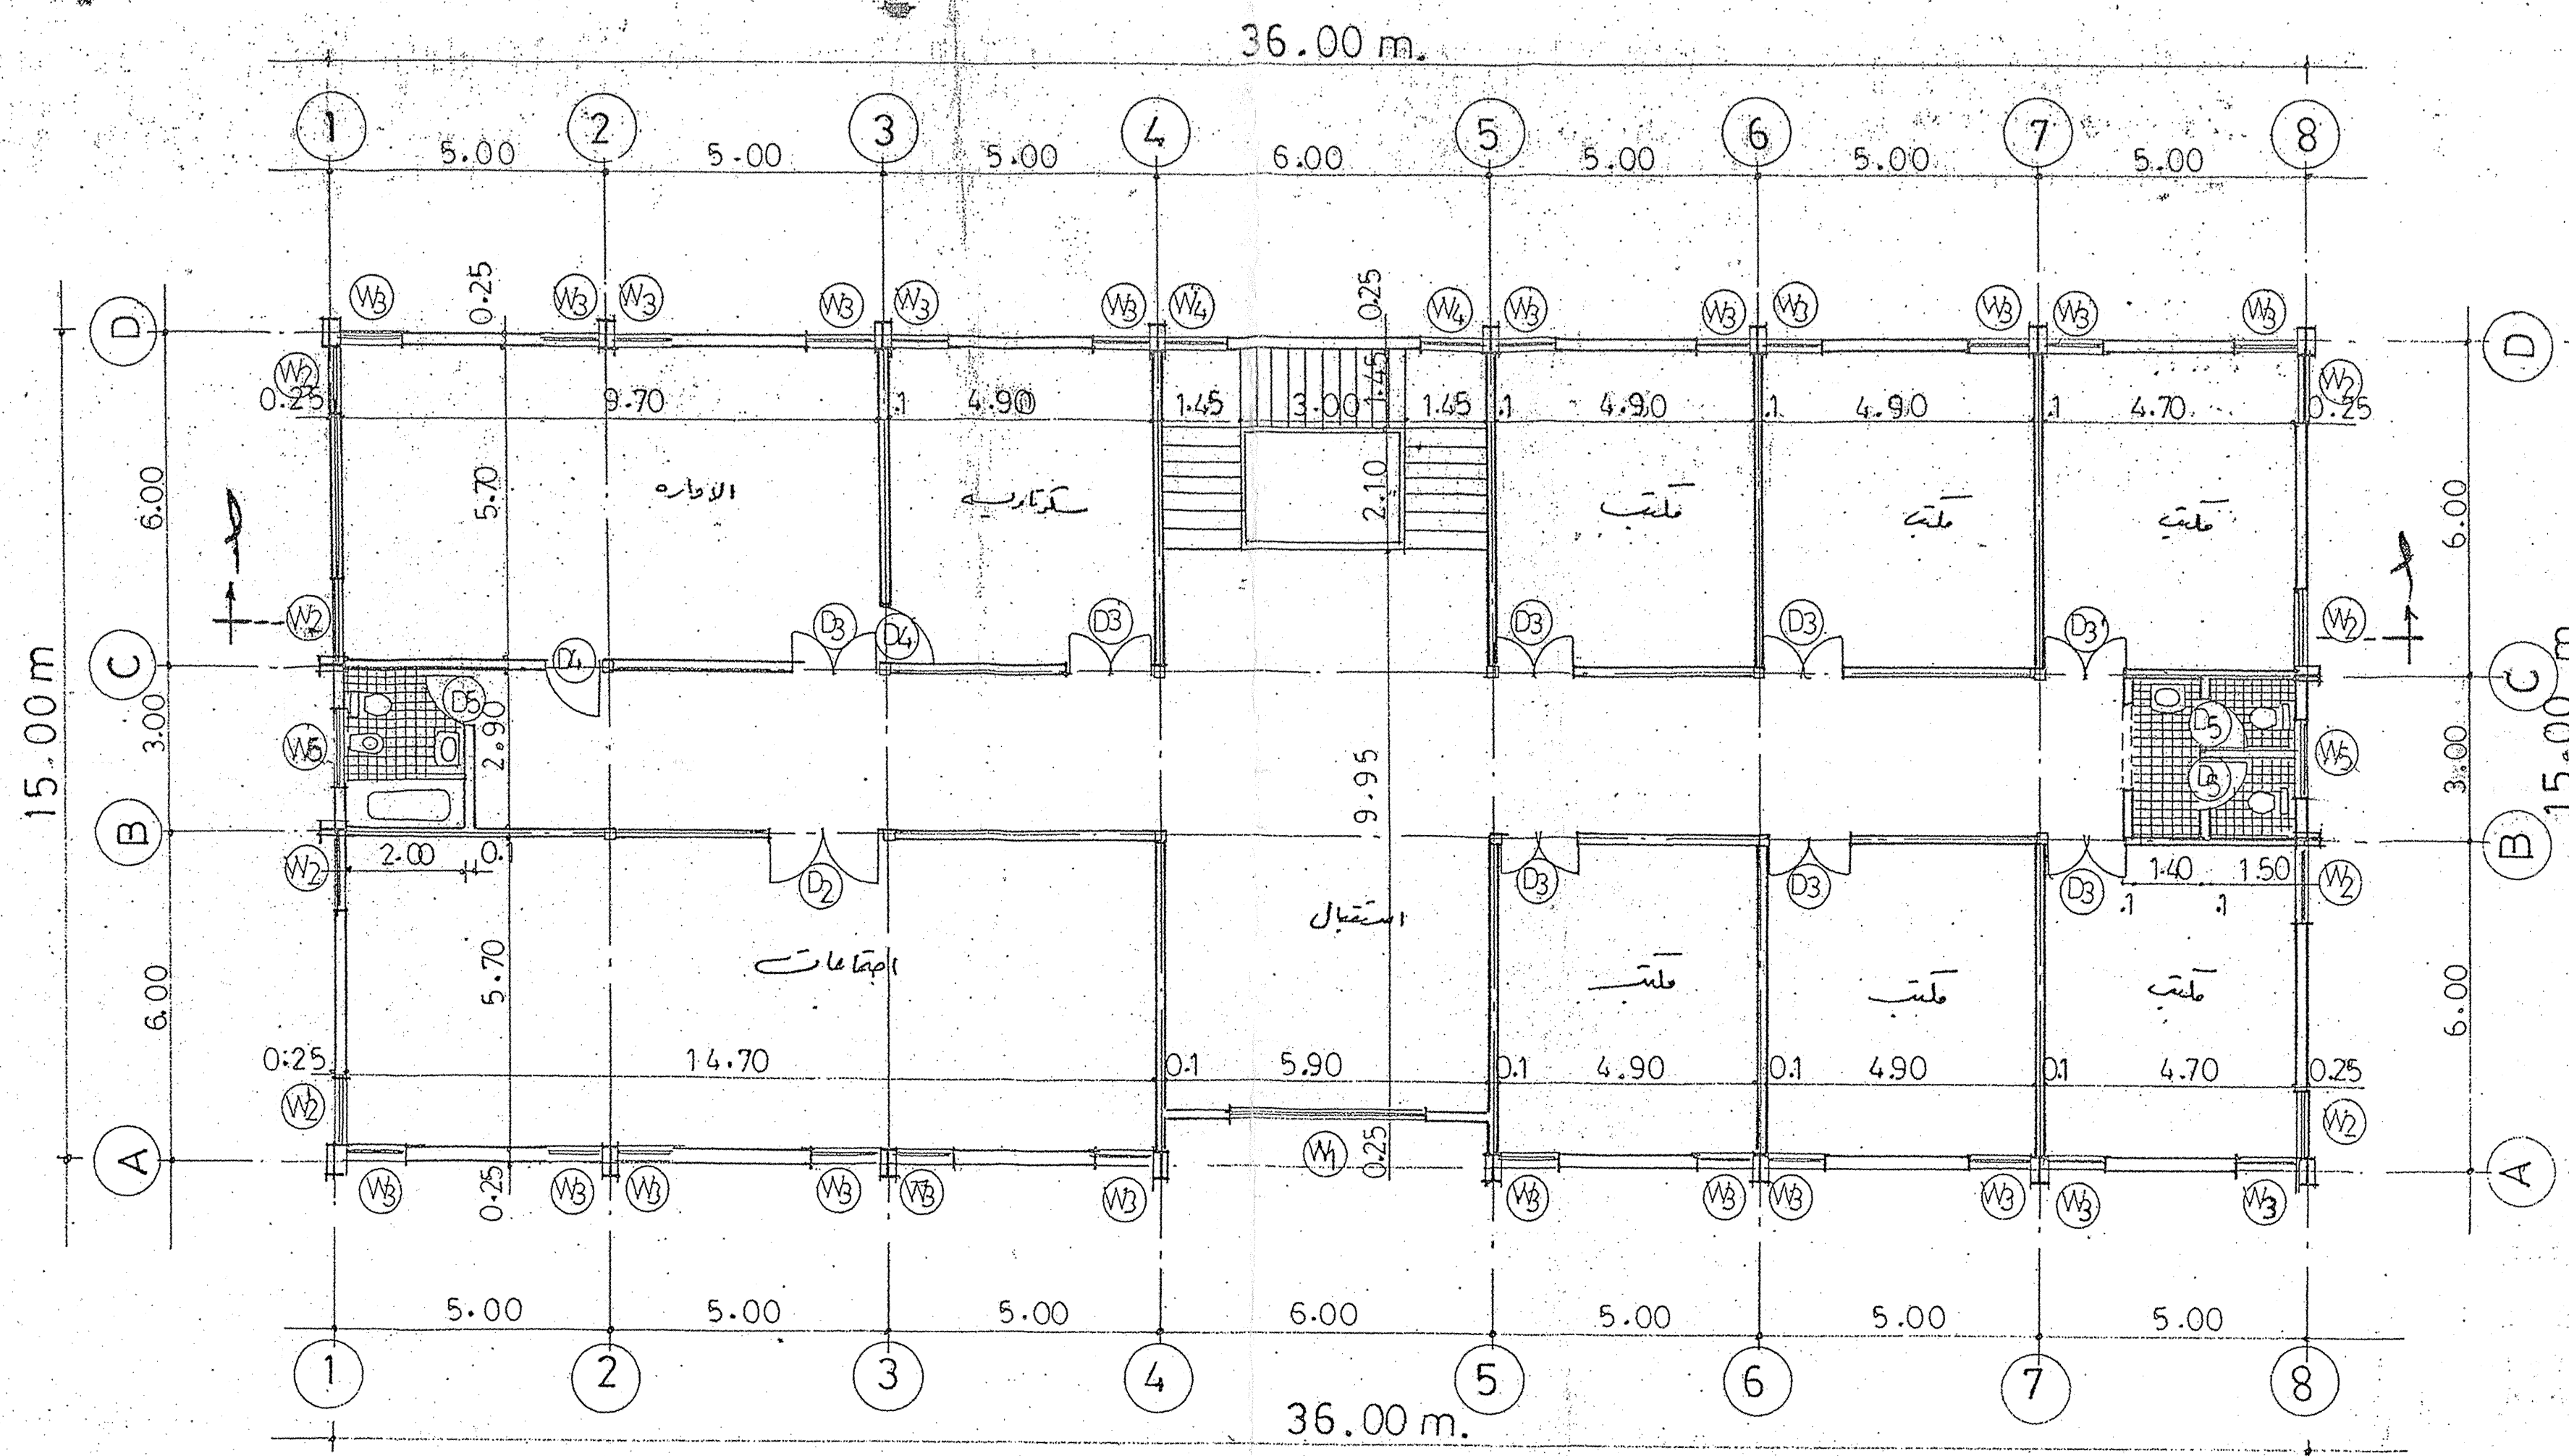 36.00 m.
1 2 3 4 5 6 7 8
5.00 5.00 5.00 6.00 5.00 5.00 5.00
W3 0.25 W3 W3 W3 W3 W3 W4 0.25 W4 W3 W3 W3 W3 W3 W3
D D
W2 W2
0.25 9.70 .1 4.90 1.45 3.00 1.45 1.45 .1 4.90 .1 4.90 .1 4.70 0.25
6.00 5.70 الاداره سكرتاريه 2.10 مكتب مكتب مكتب 6.00
W2 D3 D4 D3 D3 D3 D3 W2
C D4 C
15.00 m 3.00 W5 D5 2.90 9.95 D5 D5 W5 3.00 15.00 m
B B
W2 2.00 0.1 D2 D3 D3 D3 1.40 1.50 W2
.1 .1
استقبال
6.00 5.70 اجتماعات مكتب مكتب مكتب 6.00
0.25 14.70 0.1 5.90 0.1 4.90 0.1 4.90 0.1 4.70 0.25
W2 W2
A W1 0.25 A
W3 0.25 W3 W3 W3 W3 W3 W3 W3 W3 W3 W3 W3
5.00 5.00 5.00 6.00 5.00 5.00 5.00
1 2 3 4 5 6 7 8
36.00 m.